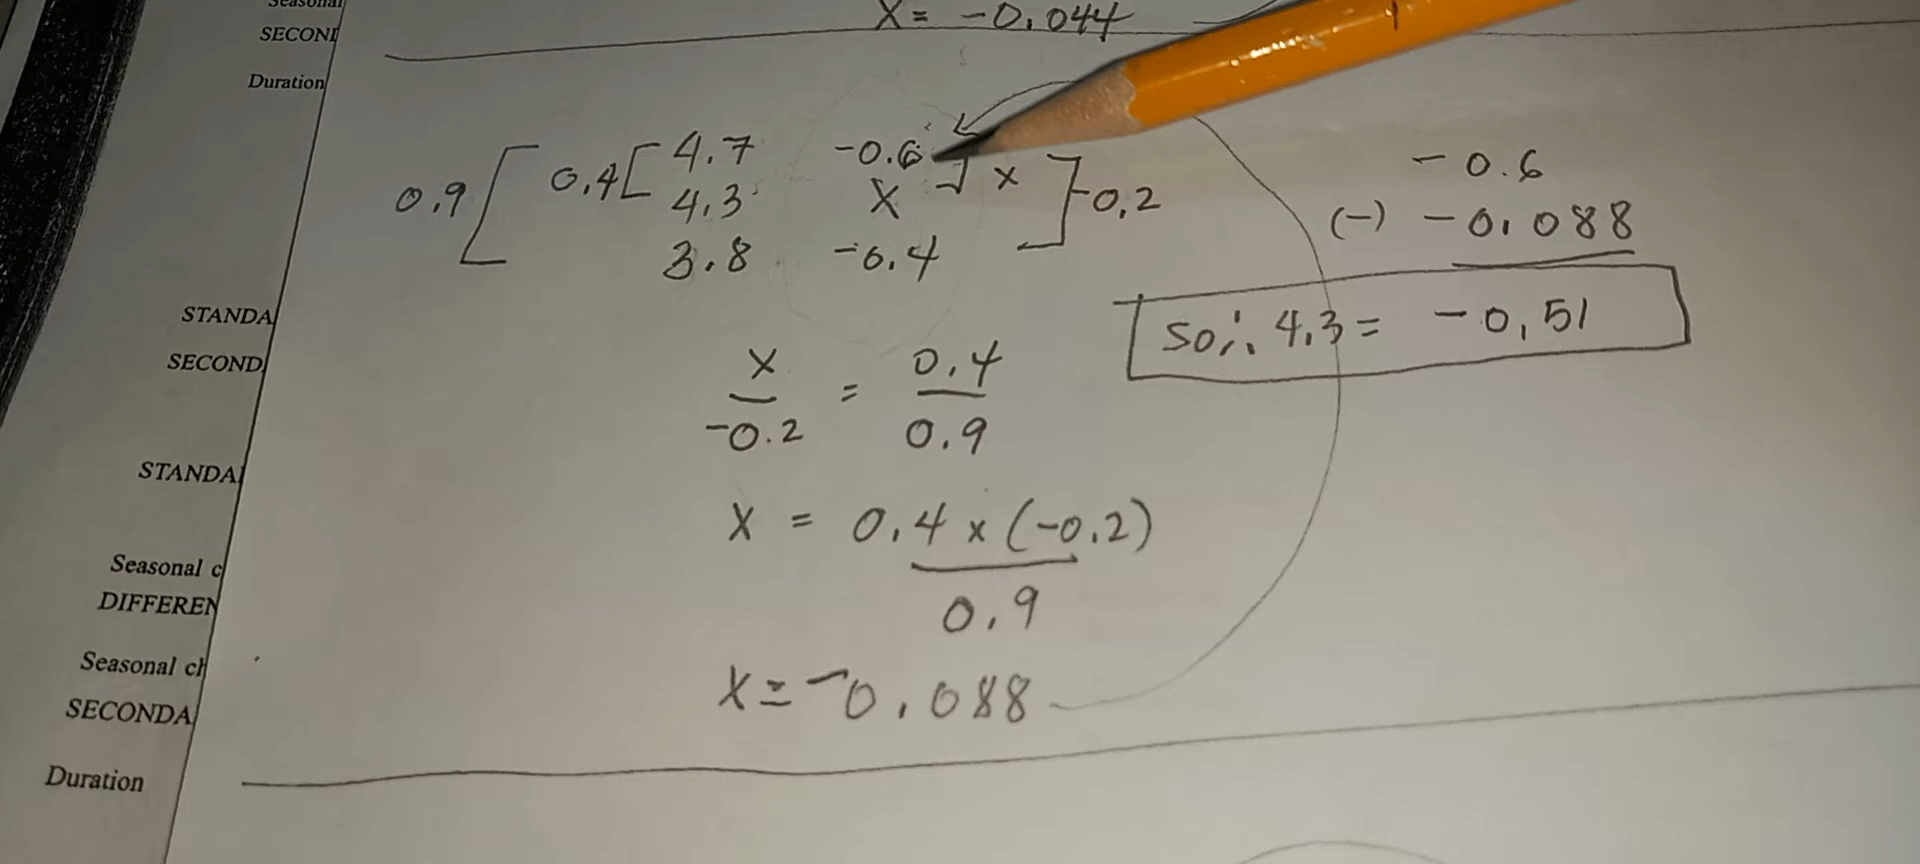 Seasonal
SECOND
Duration
X = -0.044
0.9 [ 0.4 [ 4.7 -0.6 ] x ] -0.2
4.3 X
3.8 -0.4
-0.6
(-) -0.088
So∴ 4.3 = -0.51
STANDA
SECOND
x/-0.2 = 0.4/0.9
STANDA
X = 0.4 x (-0.2)
0.9
Seasonal c
DIFFEREN
X = -0.088
Seasonal ch
SECONDA
Duration